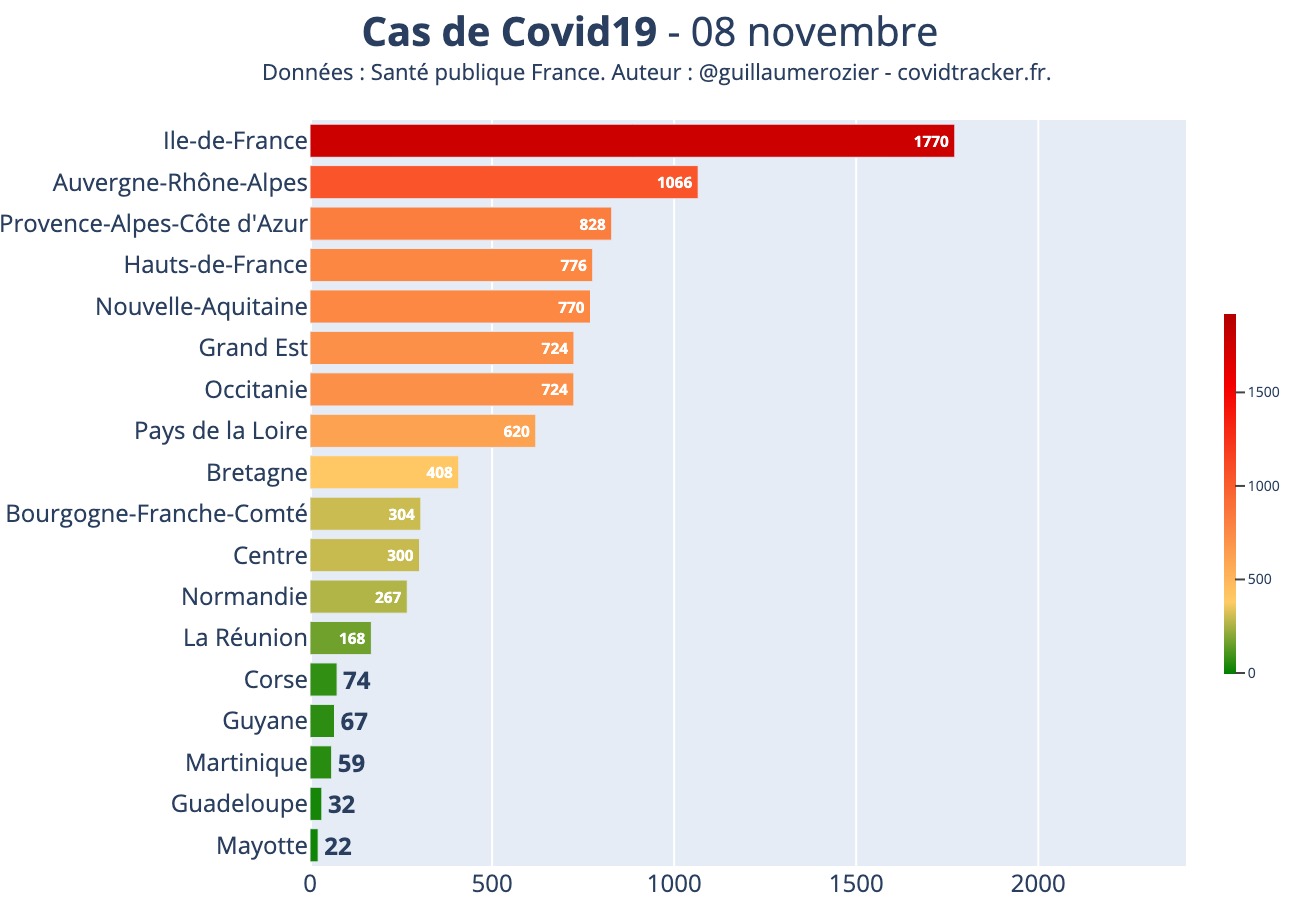 Cas de Covid19 - 08 novembre
Données : Santé publique France. Auteur : @guillaumerozier - covidtracker.fr.
Ile-de-France 1770
Auvergne-Rhône-Alpes 1066
Provence-Alpes-Côte d'Azur 828
Hauts-de-France 776
Nouvelle-Aquitaine 770
Grand Est 724
Occitanie 724
Pays de la Loire 620
Bretagne 408
Bourgogne-Franche-Comté 304
Centre 300
Normandie 267
La Réunion 168
Corse 74
Guyane 67
Martinique 59
Guadeloupe 32
Mayotte 22
0 500 1000 1500 2000
1500
1000
500
0